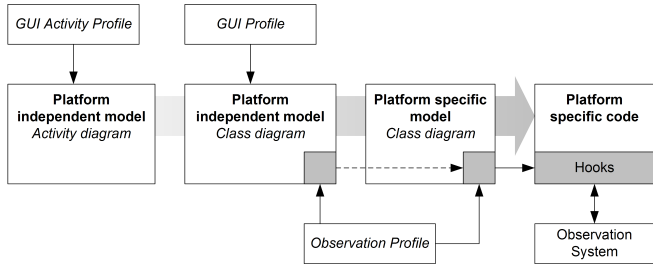 GUI Activity Profile
GUI Profile
Platform
independent model
Activity diagram
Platform
independent model
Class diagram
Platform specific
model
Class diagram
Platform
specific code
Hooks
Observation Profile
Observation
System